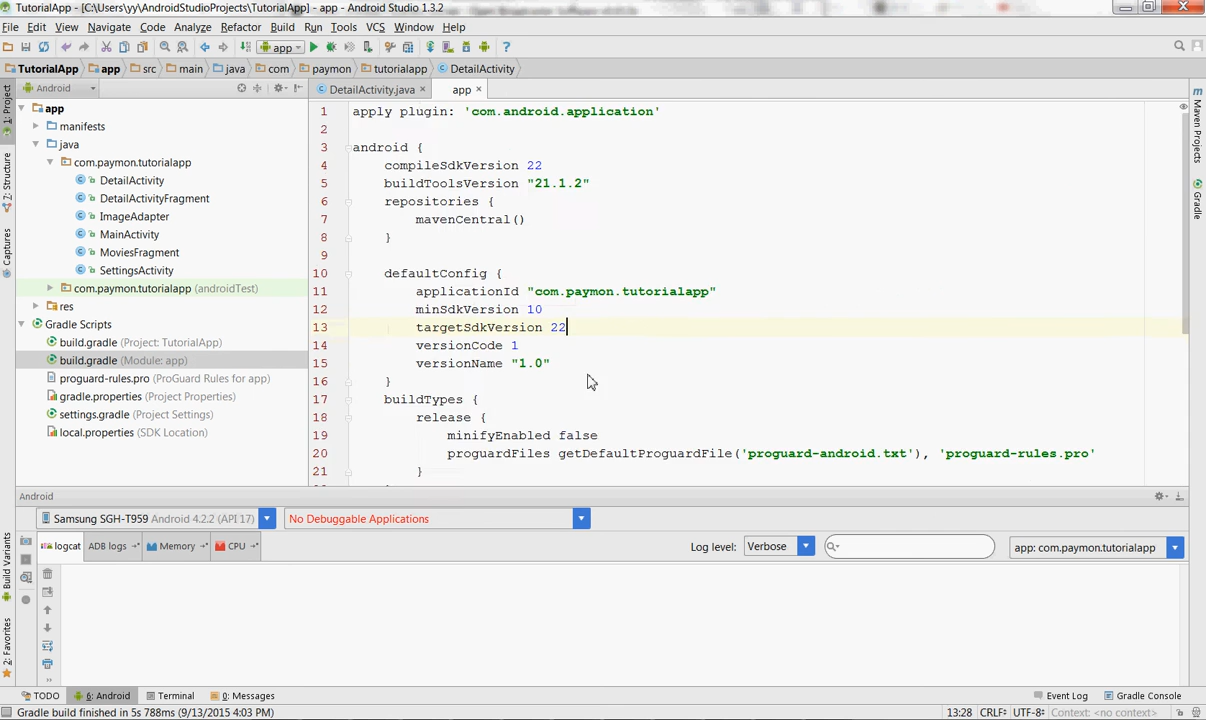 TutorialApp - [C:\Users\yy\AndroidStudioProjects\TutorialApp] - app - Android Studio 1.3.2
File Edit View Navigate Code Analyze Refactor Build Run Tools VCS Window Help
app
TutorialApp app src main java com paymon tutorialapp DetailActivity
Android DetailActivity.java app
1: Project
7: Structure
Captures
Build Variants
2: Favorites
Maven Projects
Gradle
app
manifests
java
com.paymon.tutorialapp
DetailActivity
DetailActivityFragment
ImageAdapter
MainActivity
MoviesFragment
SettingsActivity
com.paymon.tutorialapp (androidTest)
res
Gradle Scripts
build.gradle (Project: TutorialApp)
build.gradle (Module: app)
proguard-rules.pro (ProGuard Rules for app)
gradle.properties (Project Properties)
settings.gradle (Project Settings)
local.properties (SDK Location)
1 apply plugin: 'com.android.application'
2
3 android {
4 compileSdkVersion 22
5 buildToolsVersion "21.1.2"
6 repositories {
7 mavenCentral()
8 }
9
10 defaultConfig {
11 applicationId "com.paymon.tutorialapp"
12 minSdkVersion 10
13 targetSdkVersion 22
14 versionCode 1
15 versionName "1.0"
16 }
17 buildTypes {
18 release {
19 minifyEnabled false
20 proguardFiles getDefaultProguardFile('proguard-android.txt'), 'proguard-rules.pro'
21 }
Android
Samsung SGH-T959 Android 4.2.2 (API 17) No Debuggable Applications
logcat ADB logs Memory CPU Log level: Verbose app: com.paymon.tutorialapp
TODO 6: Android Terminal 0: Messages Event Log Gradle Console
Gradle build finished in 5s 788ms (9/13/2015 4:03 PM) 13:28 CRLF UTF-8 Context: <no context>